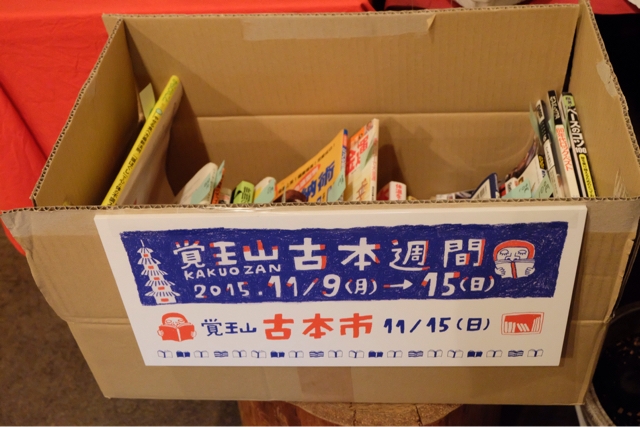 覚王山古本週間
KAKUOZAN
2015.11/9(月)→15(日)
覚王山 古本市 11/15(日)